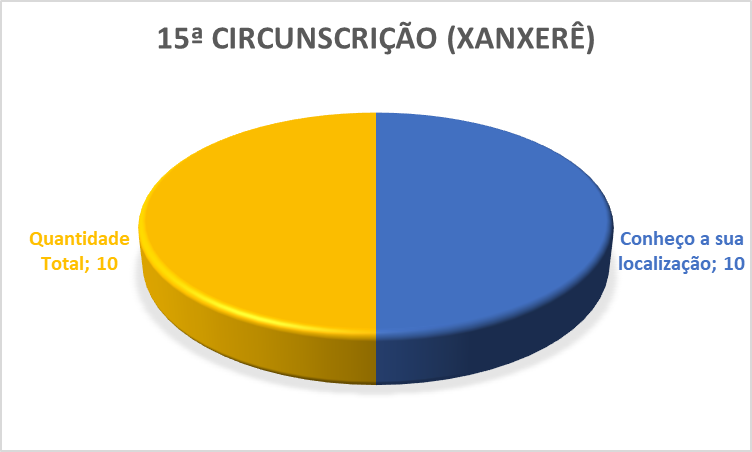 15ª CIRCUNSCRIÇÃO (XANXERÊ)
Quantidade
Total; 10
Conheço a sua
localização; 10